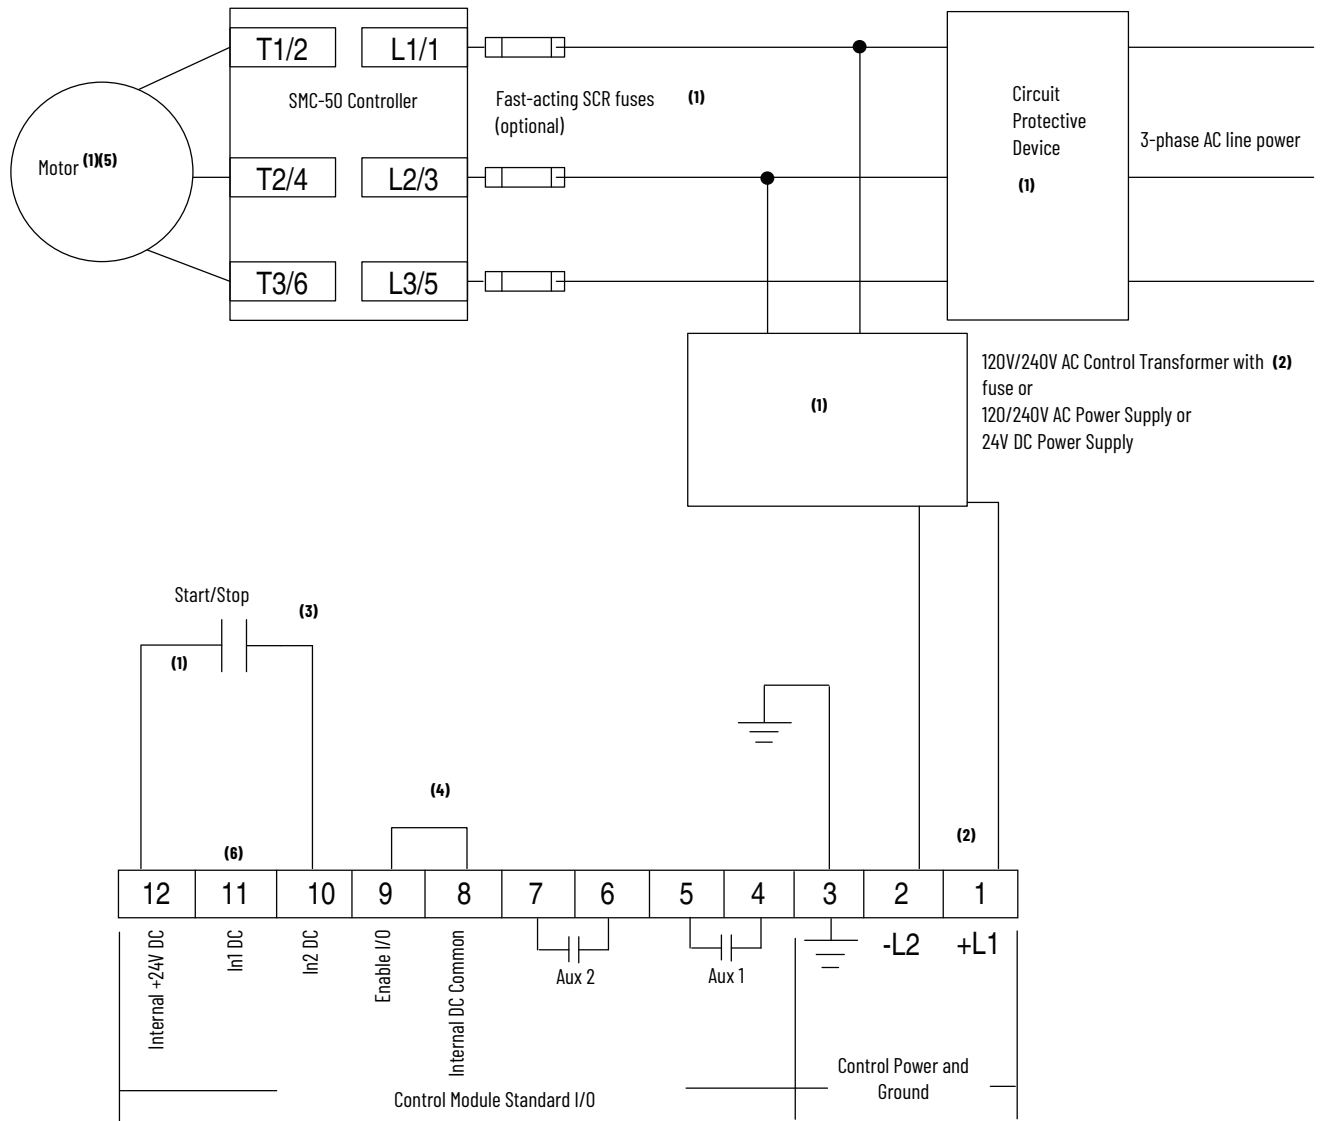 T1/2
L1/1
SMC-50 Controller
Fast-acting SCR fuses (1)
(optional)
Circuit
Protective
Device
(1)
3-phase AC line power
Motor (1)(5)
T2/4
L2/3
T3/6
L3/5
(1)
120V/240V AC Control Transformer with (2)
fuse or
120/240V AC Power Supply or
24V DC Power Supply
Start/Stop
(3)
(1)
(4)
(2)
(6)
12 11 10 9 8 7 6 5 4 3 2 1
Internal +24V DC
In1 DC
In2 DC
Enable I/O
Internal DC Common
Aux 2
Aux 1
-L2
+L1
Control Module Standard I/O
Control Power and
Ground